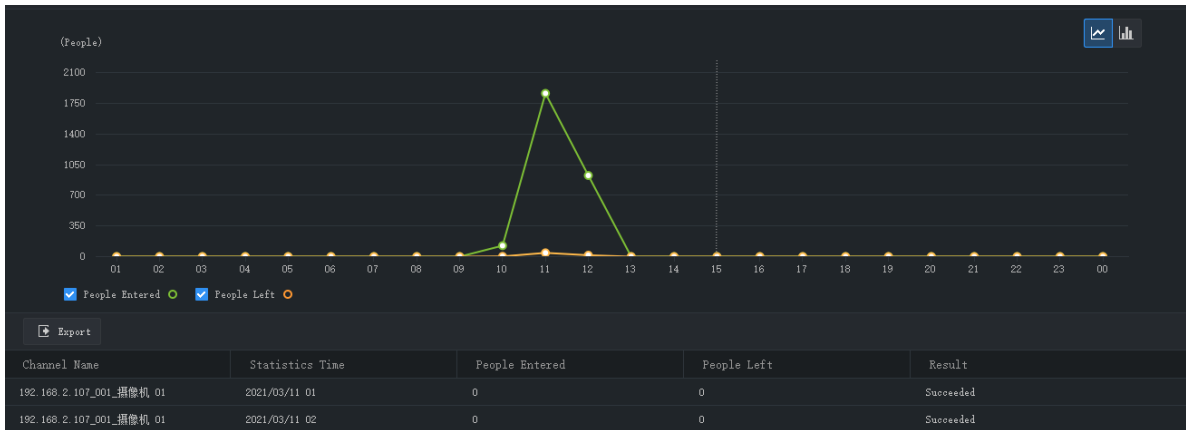 (People)
2100
1750
1400
1050
700
350
0
01 02 03 04 05 06 07 08 09 10 11 12 13 14 15 16 17 18 19 20 21 22 23 00
People Entered People Left
Export
Channel Name Statistics Time People Entered People Left Result
192.168.2.107_001_摄像机 01 2021/03/11 01 0 0 Succeeded
192.168.2.107_001_摄像机 01 2021/03/11 02 0 0 Succeeded